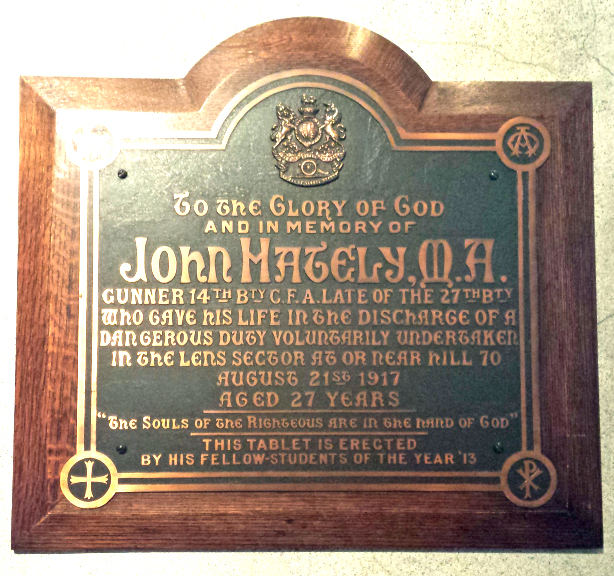 To the Glory of God
AND IN MEMORY OF
John Hately, M.A.
GUNNER 14TH BTY C.F.A. LATE OF THE 27TH BTY
Who GAVE his LIFE IN the DISCHARGE OF A
DANGEROUS DUTY VOLUNTARILY UNDERTAKEN
IN the LENS SECTOR AT OR NEAR HILL 70
AUGUST 21ST 1917
AGED 27 YEARS
"The Souls of the Righteous are in the hand of God"
THIS TABLET IS ERECTED
BY HIS FELLOW-STUDENTS OF THE YEAR '13